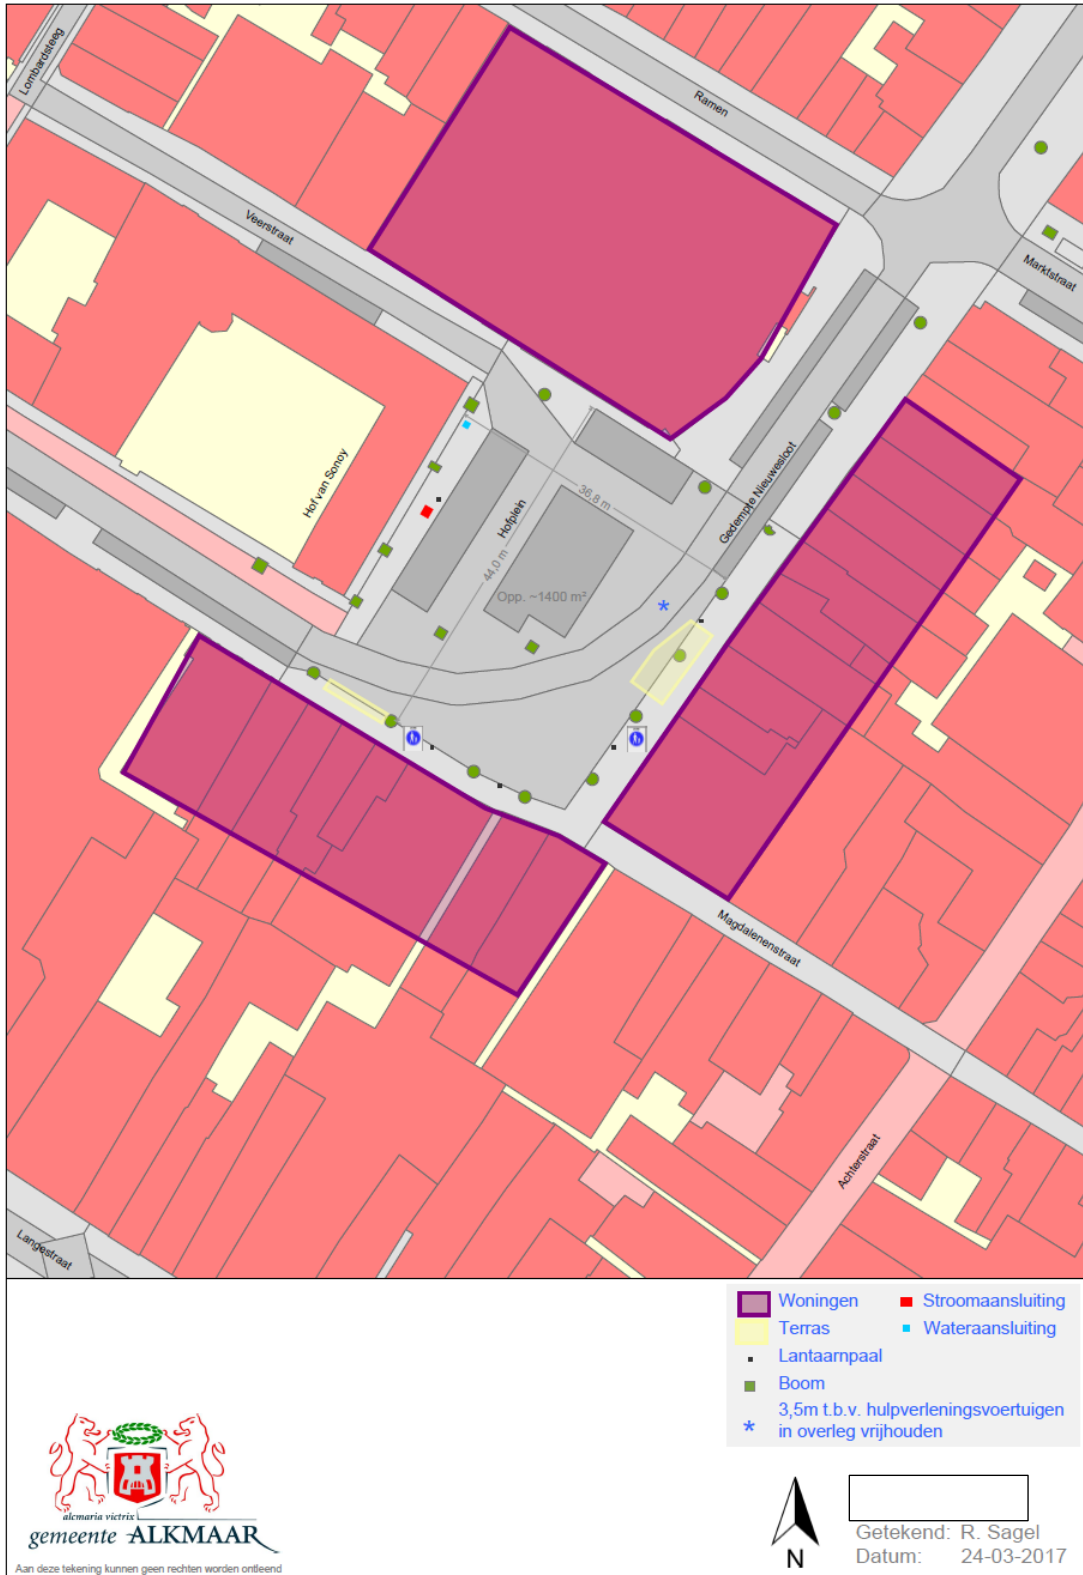 Lombardsteeg
Ramen
Veerstraat
Marktstraat
Hof van Sonoy
Hofplein
36,8 m
44,0 m
Gedempte Nieuwesloot
Opp. ~1400 m²
Magdalenenstraat
Achterstraat
Langestraat
Woningen
Stroomaansluiting
Terras
Wateraansluiting
Lantaarnpaal
Boom
3,5m t.b.v. hulpverleningsvoertuigen
in overleg vrijhouden
alcmaria victrix
gemeente ALKMAAR
Aan deze tekening kunnen geen rechten worden ontleend
N
Getekend: R. Sagel
Datum: 24-03-2017